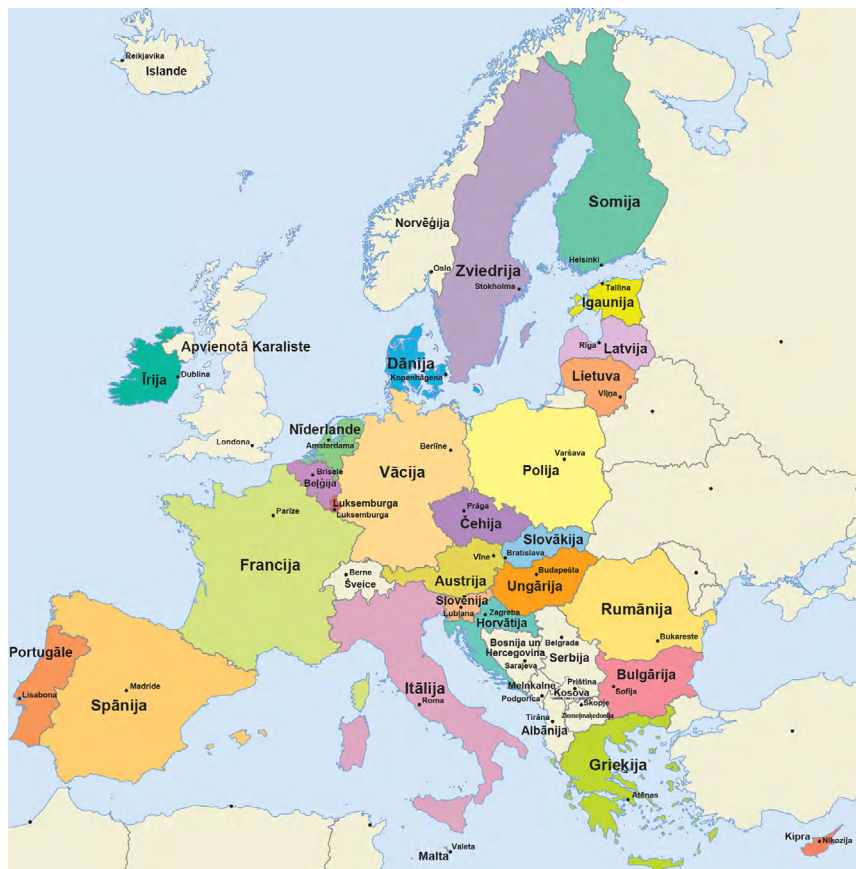 Reikjavika
Islande
Somija
Norvēģija
Helsinki
Oslo
Zviedrija
Stokholma
Tallina
Igaunija
Apvienotā Karaliste
Rīga
Latvija
Dānija
Kopenhāgena
Īrija
Dublina
Lietuva
Viļņa
Nīderlande
Amsterdama
Londona
Berlīne
Varšava
Vācija
Polija
Brisele
Beļģija
Luksemburga
Luksemburga
Parīze
Prāga
Čehija
Slovākija
Bratislava
Vīne
Francija
Berne
Šveice
Austrija
Budapešta
Ungārija
Slovēnija
Ļubļana
Zagreba
Horvātija
Rumānija
Bukareste
Bosnija un
Hercegovina
Sarajeva
Belgrada
Serbija
Portugāle
Lisabona
Madride
Spānija
Itālija
Roma
Melnkalne
Podgorica
Priština
Kosova
Bulgārija
Sofija
Skopje
Ziemeļmaķedonija
Tirāna
Albānija
Grieķija
Atēnas
Malta
Valeta
Kipra
Nikozija